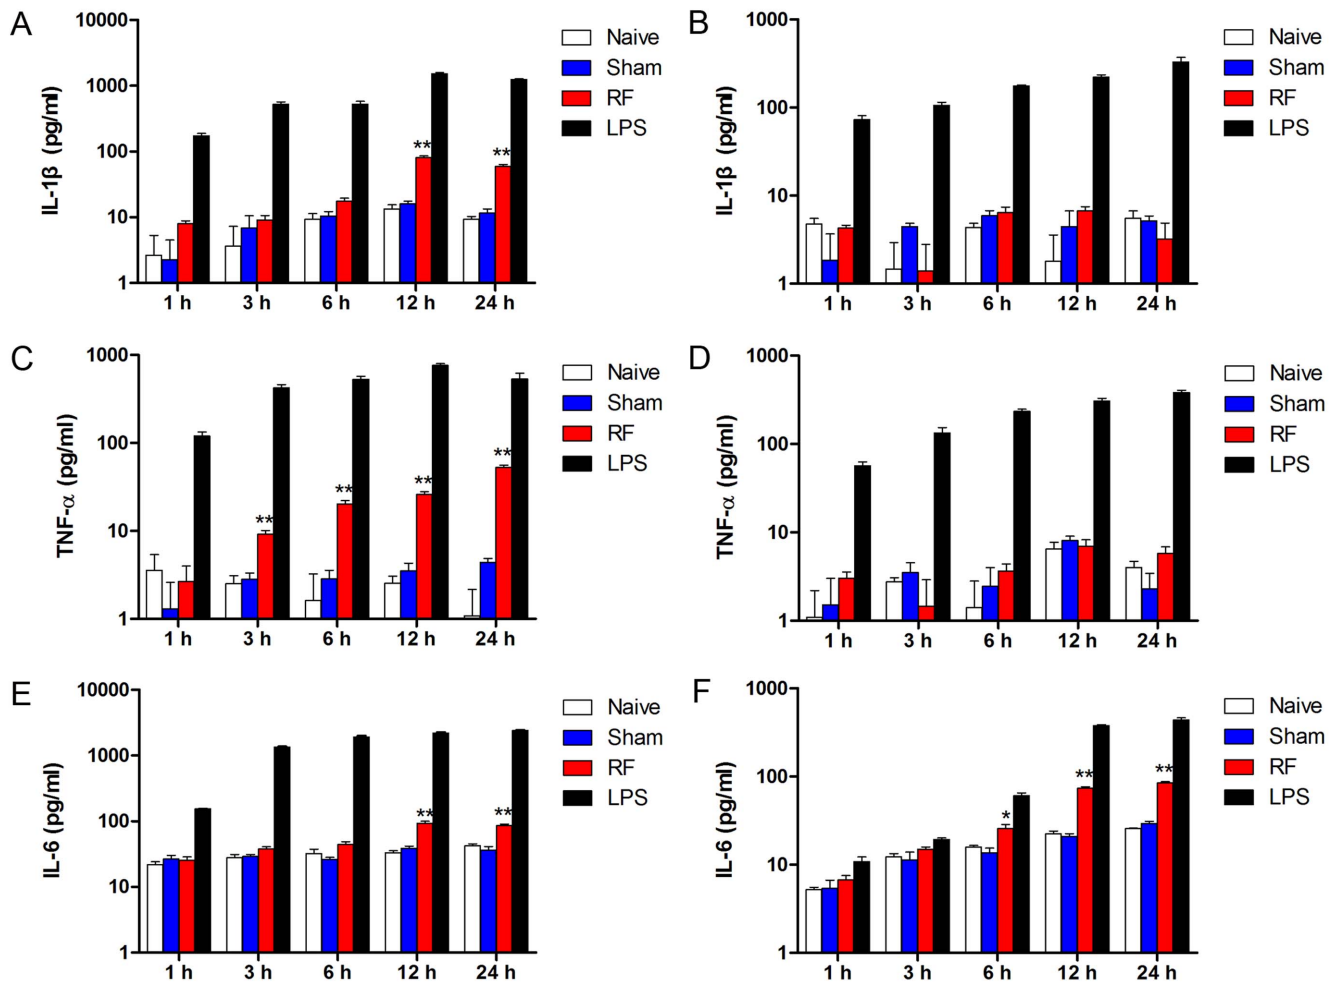 A
IL-1β (pg/ml)
10000
1000
100
10
1
** **
1 h 3 h 6 h 12 h 24 h
Naive
Sham
RF
LPS
B
IL-1β (pg/ml)
1000
100
10
1
1 h 3 h 6 h 12 h 24 h
Naive
Sham
RF
LPS
C
TNF-α (pg/ml)
1000
100
10
1
** ** ** **
1 h 3 h 6 h 12 h 24 h
Naive
Sham
RF
LPS
D
TNF-α (pg/ml)
1000
100
10
1
1 h 3 h 6 h 12 h 24 h
Naive
Sham
RF
LPS
E
IL-6 (pg/ml)
10000
1000
100
10
1
** **
1 h 3 h 6 h 12 h 24 h
Naive
Sham
RF
LPS
F
IL-6 (pg/ml)
1000
100
10
1
* ** **
1 h 3 h 6 h 12 h 24 h
Naive
Sham
RF
LPS